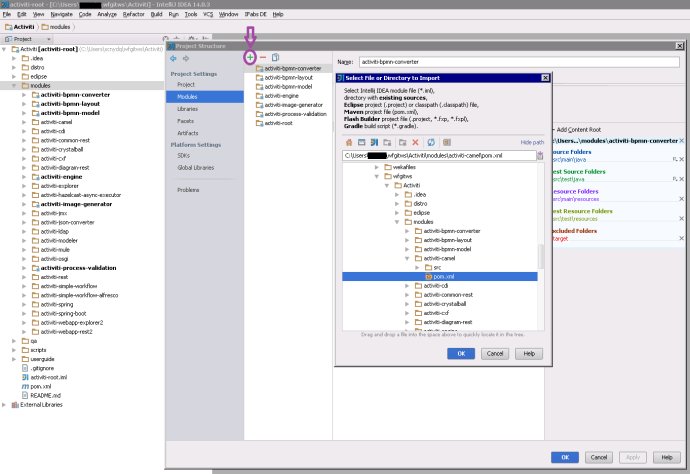 activiti-root - [C:\Users\ \wfgitws\Activiti] - IntelliJ IDEA 14.0.3
File Edit View Navigate Code Analyze Refactor Build Run Tools VCS Window IFabs DE Help
Activiti modules
Project
Activiti [activiti-root] (C:\Users\scnydq\wfgitws\Activiti)
.idea
distro
eclipse
modules
activiti-bpmn-converter
activiti-bpmn-layout
activiti-bpmn-model
activiti-camel
activiti-cdi
activiti-common-rest
activiti-crystalball
activiti-cxf
activiti-diagram-rest
activiti-engine
activiti-explorer
activiti-hazelcast-async-executor
activiti-image-generator
activiti-jmx
activiti-json-converter
activiti-ldap
activiti-modeler
activiti-mule
activiti-osgi
activiti-process-validation
activiti-rest
activiti-simple-workflow
activiti-simple-workflow-alfresco
activiti-spring
activiti-spring-boot
activiti-webapp-explorer2
activiti-webapp-rest2
qa
scripts
userguide
.gitignore
activiti-root.iml
pom.xml
README.md
External Libraries
Project Structure
Project Settings
Project
Modules
Libraries
Facets
Artifacts
Platform Settings
SDKs
Global Libraries
Problems
activiti-bpmn-converter
activiti-bpmn-layout
activiti-bpmn-model
activiti-engine
activiti-image-generator
activiti-process-validation
activiti-root
Name: activiti-bpmn-converter
Select File or Directory to Import
Select IntelliJ IDEA module file (*.iml),
directory with existing sources,
Eclipse project (.project) or classpath (.classpath) file,
Maven project file (pom.xml),
Flash Builder project file (.project, *.fxp, *.fxpl),
Gradle build script (*.gradle).
Hide path
C:\Users\ wfgitws\Activiti\modules\activiti-camel\pom.xml
wekafiles
wfgitws
Activiti
.idea
distro
eclipse
modules
activiti-bpmn-converter
activiti-bpmn-layout
activiti-bpmn-model
activiti-camel
src
pom.xml
activiti-cdi
activiti-common-rest
activiti-crystalball
activiti-cxf
activiti-diagram-rest
Drag and drop a file into the space above to quickly locate it in the tree.
OK Cancel Help
Add Content Root
C:\Users\...\modules\activiti-bpmn-converter
ource Folders
src\main\java
est Source Folders
src\test\java
esource Folders
src\main\resources
est Resource Folders
src\test\resources
xcluded Folders
target
OK Cancel Apply Help